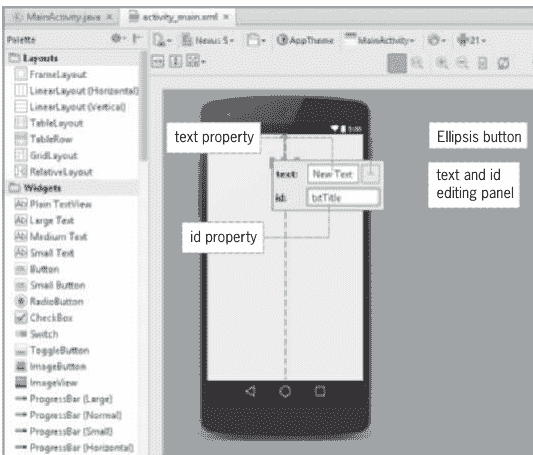 MainActivity.java × activity_main.xml ×
Palette
Nexus 5 AppTheme MainActivity 21
Layouts
FrameLayout
LinearLayout (Horizontal)
LinearLayout (Vertical)
TableLayout
TableRow
GridLayout
RelativeLayout
Widgets
Plain TextView
Large Text
Medium Text
Small Text
Button
Small Button
RadioButton
CheckBox
Switch
ToggleButton
ImageButton
ImageView
ProgressBar (Large)
ProgressBar (Normal)
ProgressBar (Small)
ProgressBar (Horizontal)
text property
text: New Text
id: txtTitle
id property
Ellipsis button
text and id
editing panel